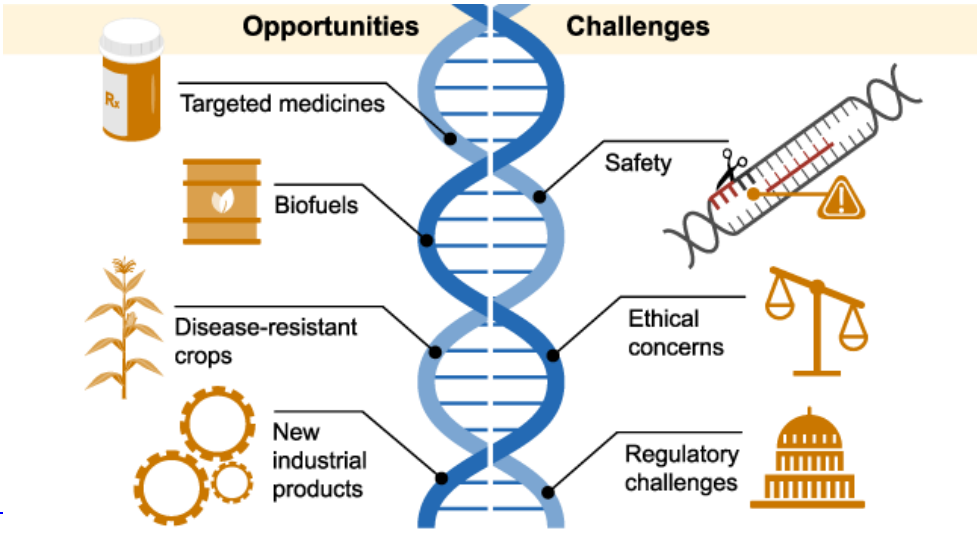 Opportunities
Challenges
Rx
Targeted medicines
Safety
Biofuels
Disease-resistant
crops
Ethical
concerns
New
industrial
products
Regulatory
challenges